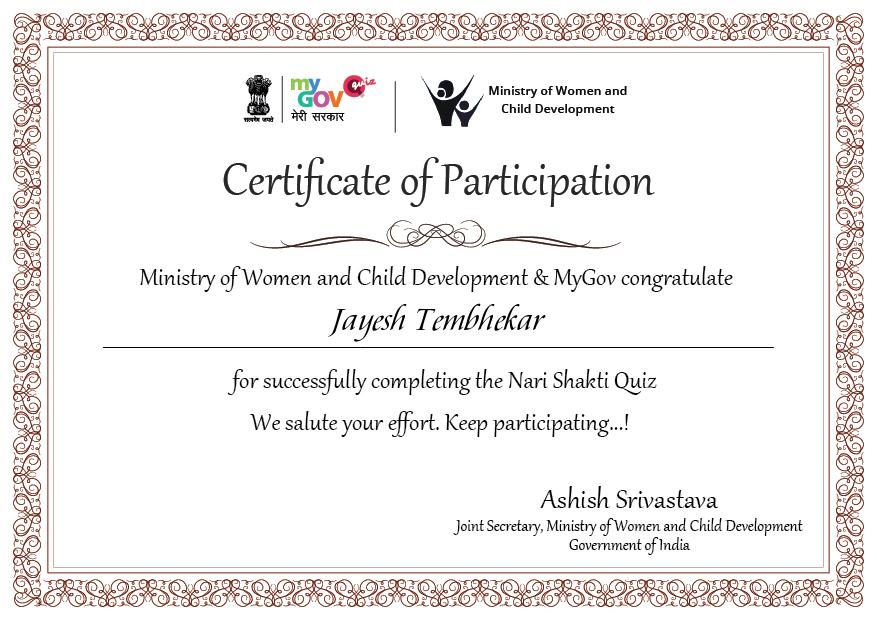 सत्यमेव जयते
my
GOV
quiz
मेरी सरकार
Ministry of Women and
Child Development
Certificate of Participation
Ministry of Women and Child Development & MyGov congratulate
Jayesh Tembhekar
for successfully completing the Nari Shakti Quiz
We salute your effort. Keep participating...!
Ashish Srivastava
Joint Secretary, Ministry of Women and Child Development
Government of India